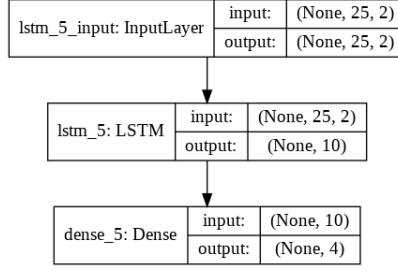 lstm_5_input: InputLayer
input: (None, 25, 2)
output: (None, 25, 2)
lstm_5: LSTM
input: (None, 25, 2)
output: (None, 10)
dense_5: Dense
input: (None, 10)
output: (None, 4)